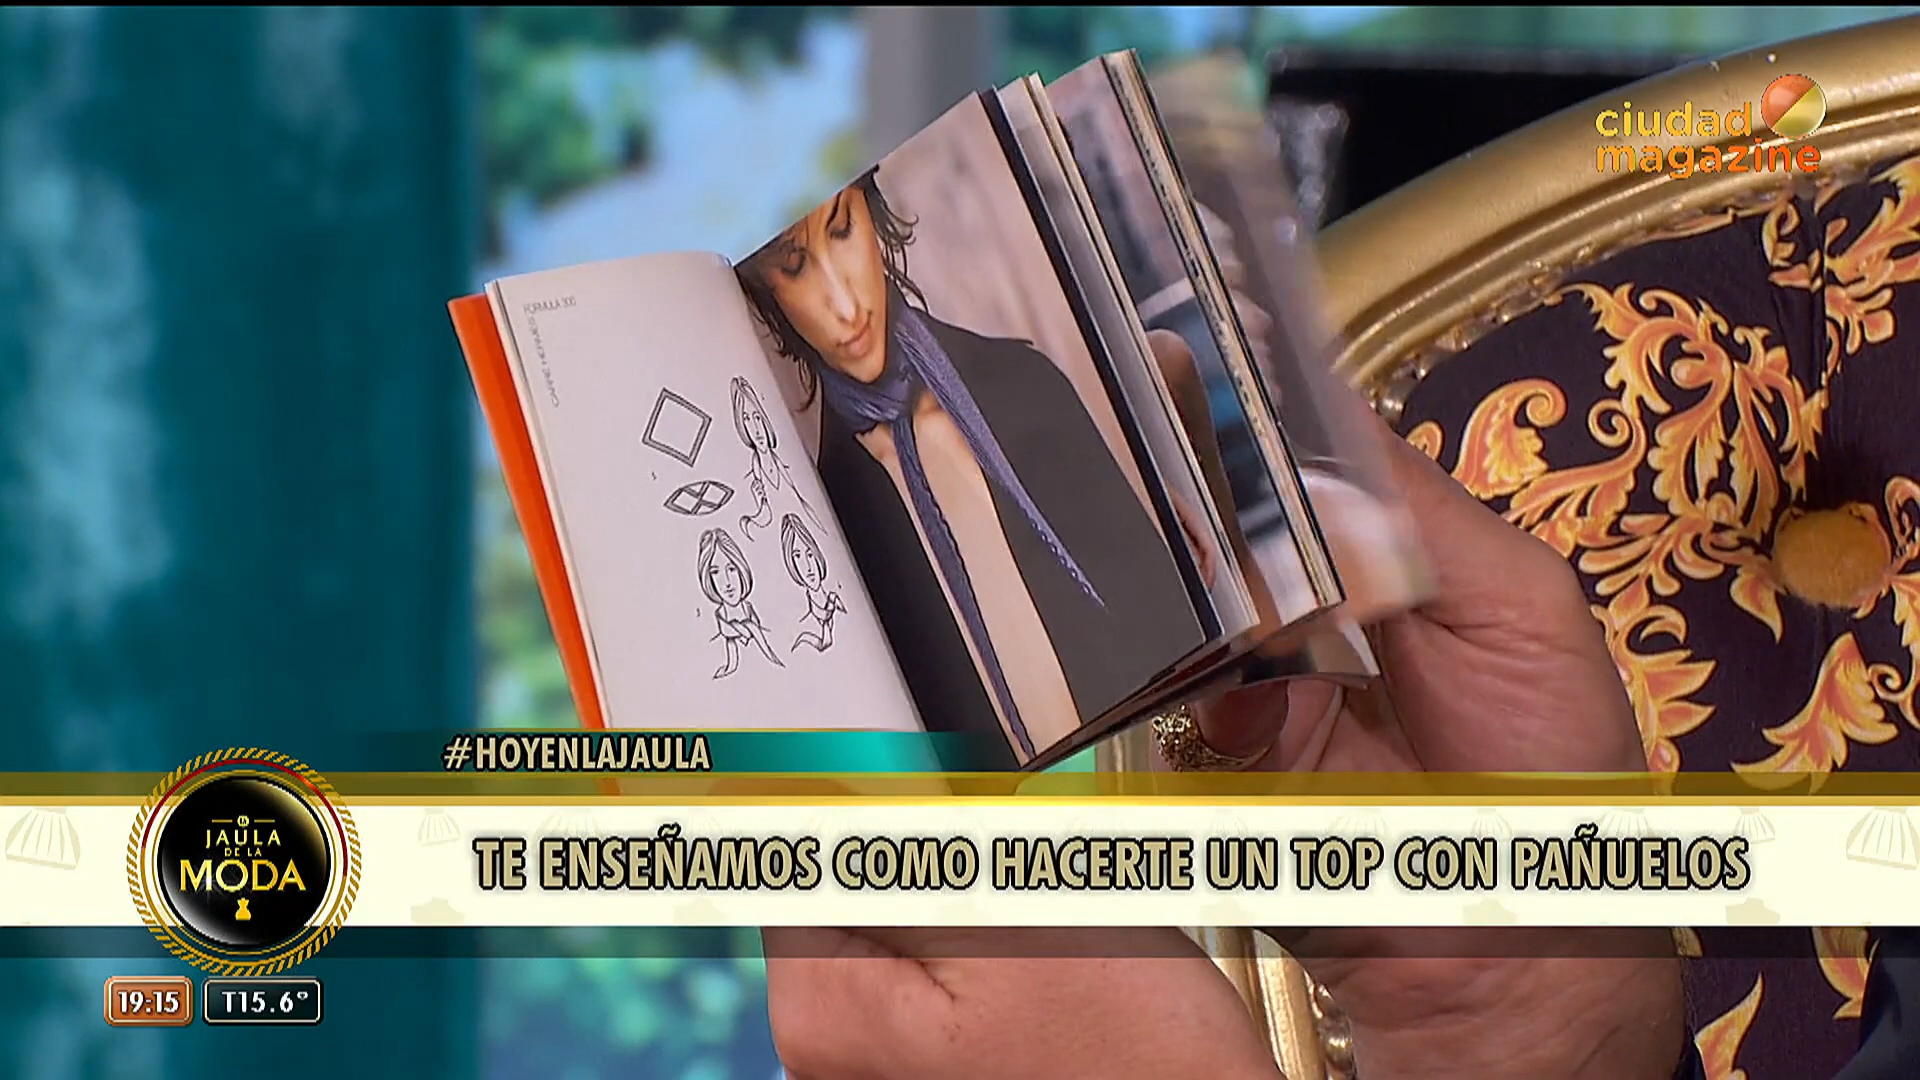 ciudad
magazine
FORMULA 300
#HOYENLAJAULA
LA
JAULA
DE LA
MODA
TE ENSEÑAMOS COMO HACERTE UN TOP CON PAÑUELOS
19:15
T15.6°